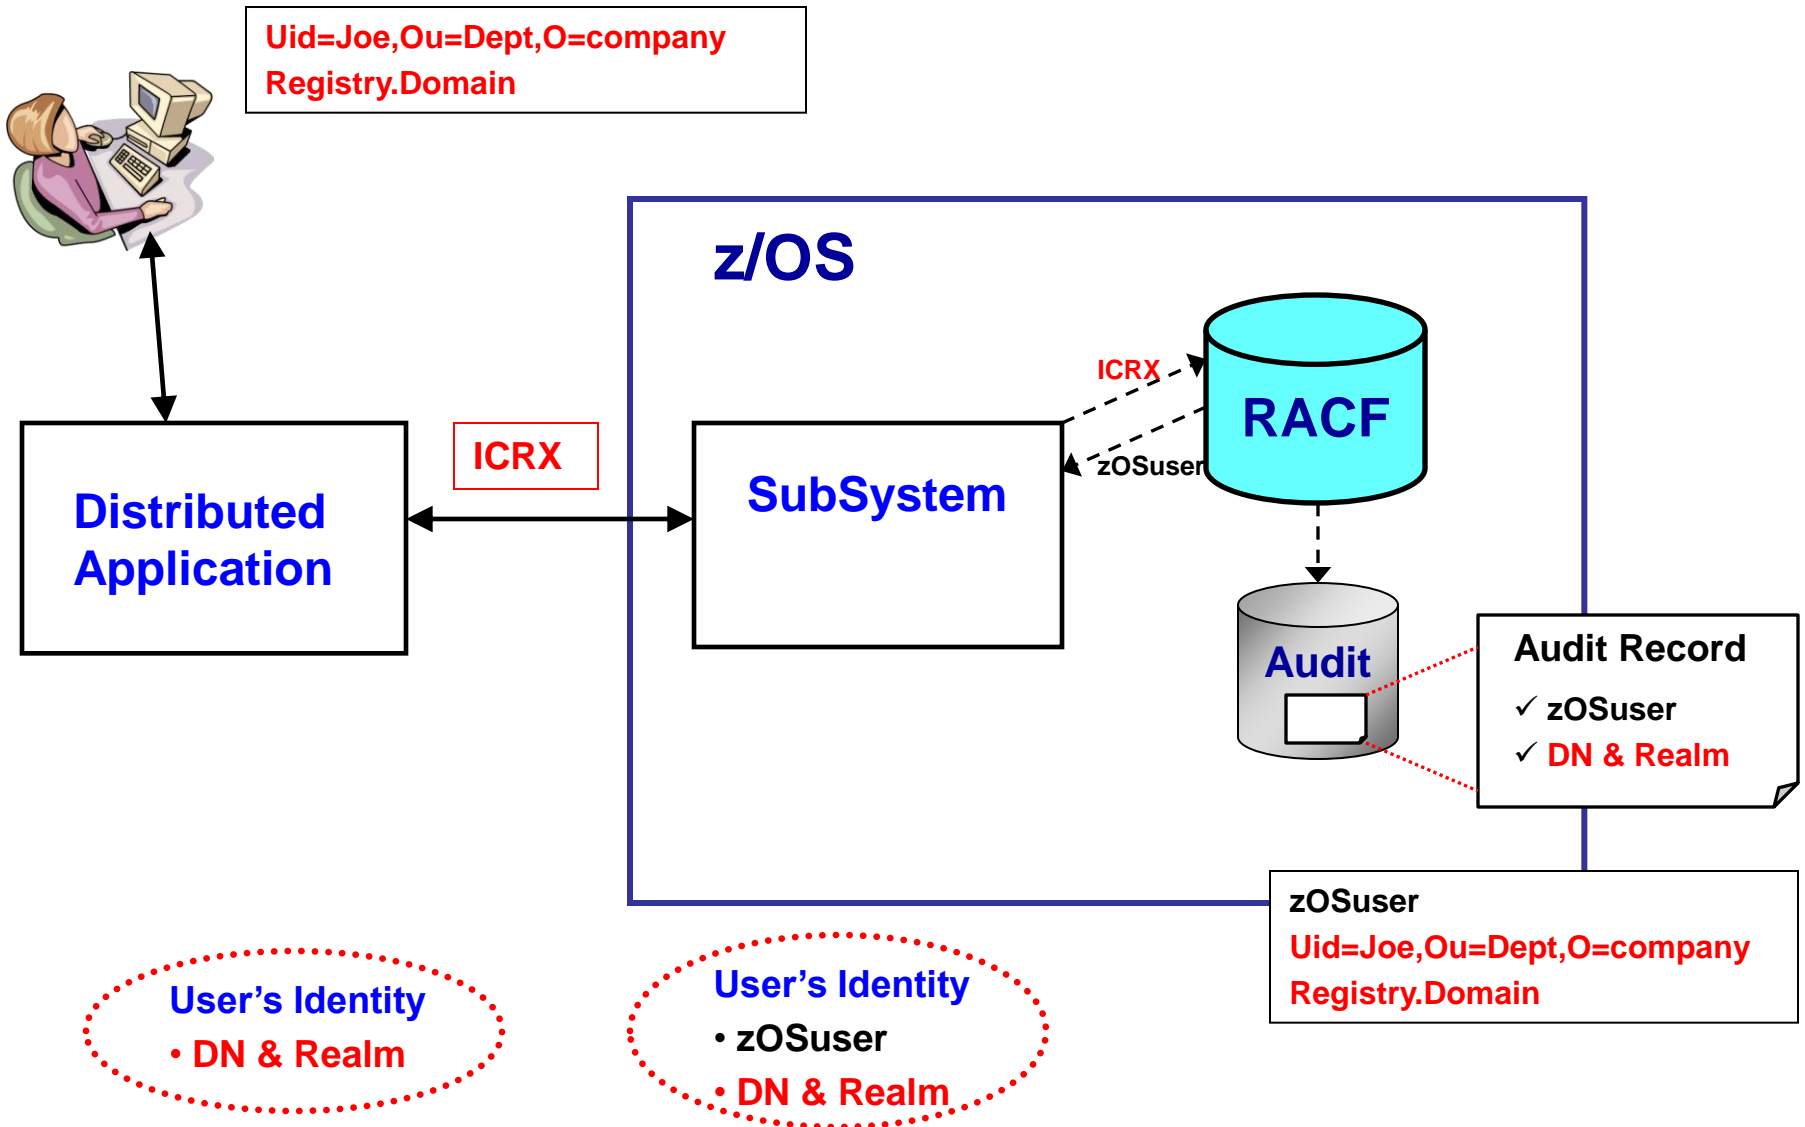 Uid=Joe,Ou=Dept,O=company
Registry.Domain
z/OS
ICRX
RACF
zOSuser
ICRX
SubSystem
Distributed
Application
Audit
Audit Record
✓ zOSuser
✓ DN & Realm
zOSuser
Uid=Joe,Ou=Dept,O=company
Registry.Domain
User’s Identity
• DN & Realm
User’s Identity
• zOSuser
• DN & Realm